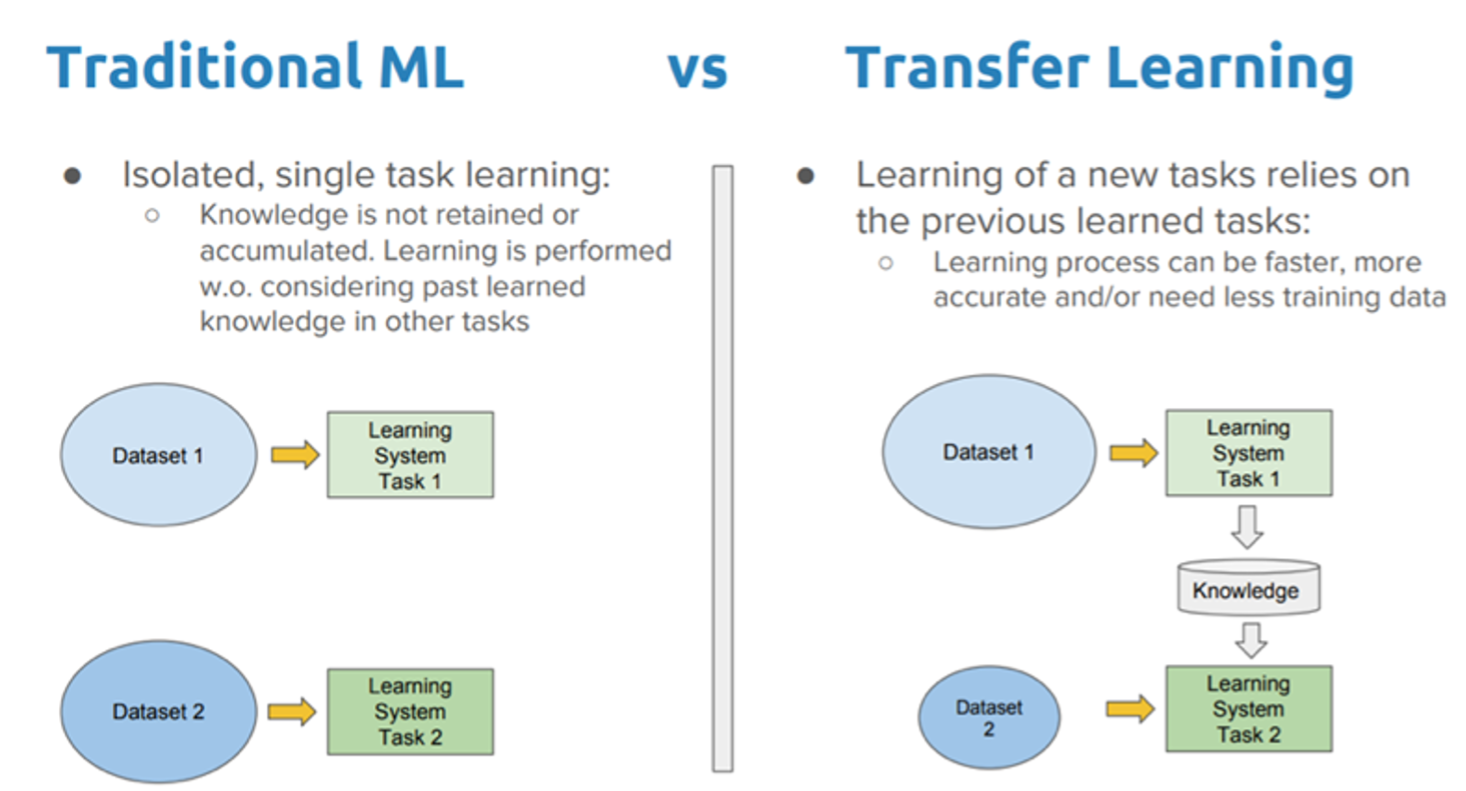 Traditional ML vs Transfer Learning
● Isolated, single task learning:
○ Knowledge is not retained or
accumulated. Learning is performed
w.o. considering past learned
knowledge in other tasks
Dataset 1
Learning
System
Task 1
Dataset 2
Learning
System
Task 2
● Learning of a new tasks relies on
the previous learned tasks:
○ Learning process can be faster, more
accurate and/or need less training data
Dataset 1
Learning
System
Task 1
Knowledge
Dataset
2
Learning
System
Task 2